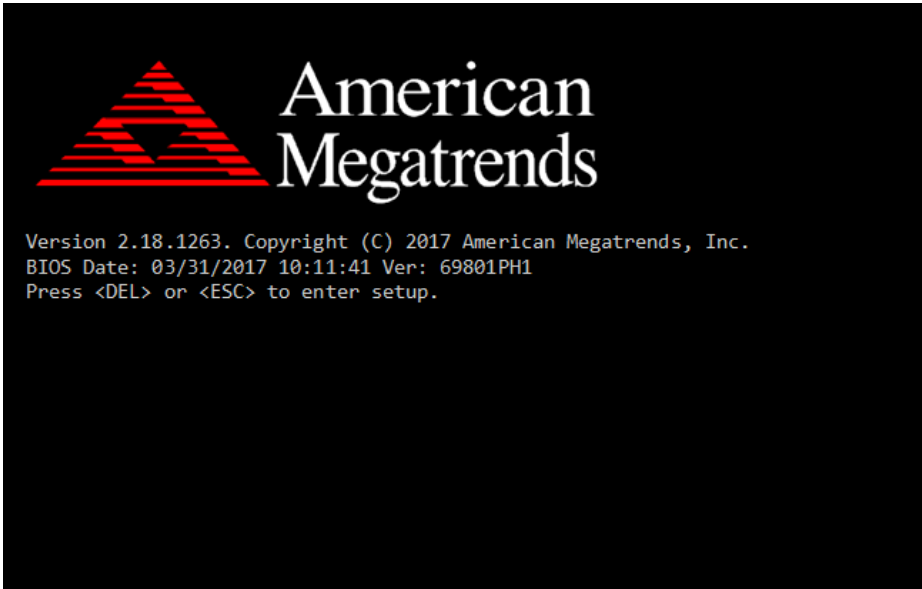 American
Megatrends
Version 2.18.1263. Copyright (C) 2017 American Megatrends, Inc.
BIOS Date: 03/31/2017 10:11:41 Ver: 69801PH1
Press <DEL> or <ESC> to enter setup.